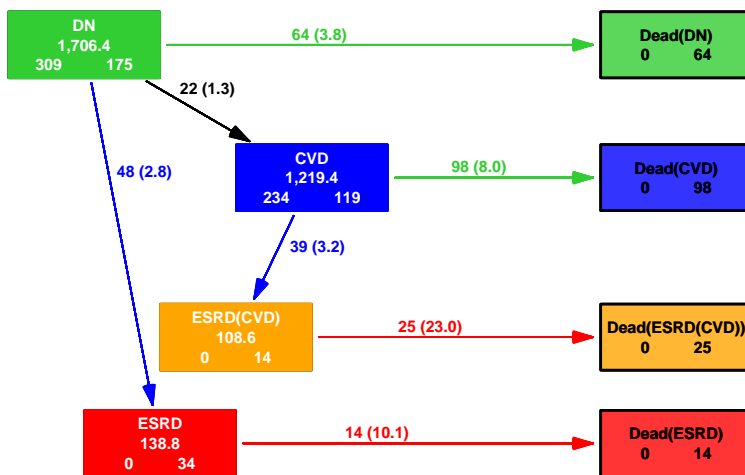 DN
1,706.4
309 175
64 (3.8)
Dead(DN)
0 64
22 (1.3)
48 (2.8)
CVD
1,219.4
234 119
98 (8.0)
Dead(CVD)
0 98
39 (3.2)
ESRD(CVD)
108.6
0 14
25 (23.0)
Dead(ESRD(CVD))
0 25
ESRD
138.8
0 34
14 (10.1)
Dead(ESRD)
0 14